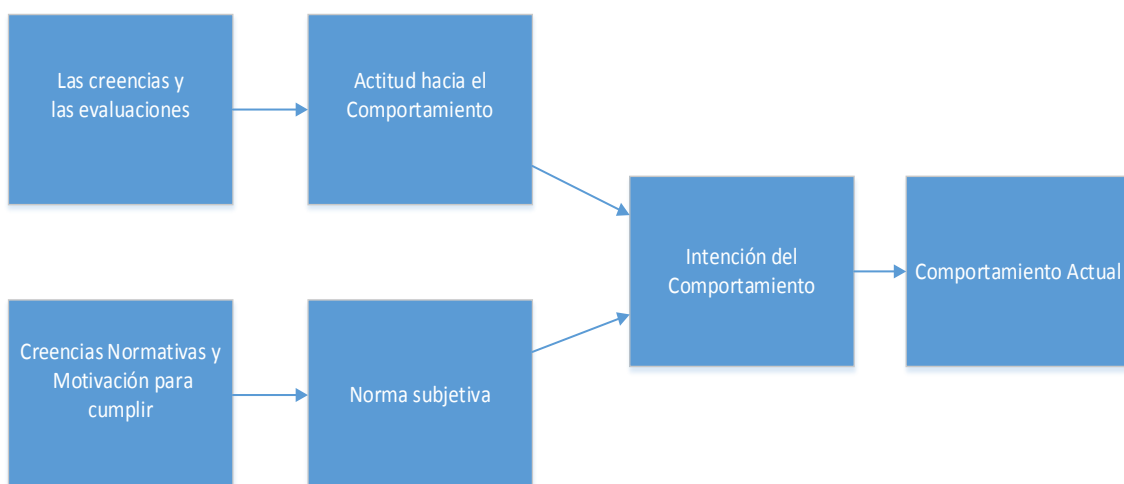 Las creencias y
las evaluaciones
Actitud hacia el
Comportamiento
Intención del
Comportamiento
Comportamiento Actual
Creencias Normativas y
Motivación para
cumplir
Norma subjetiva